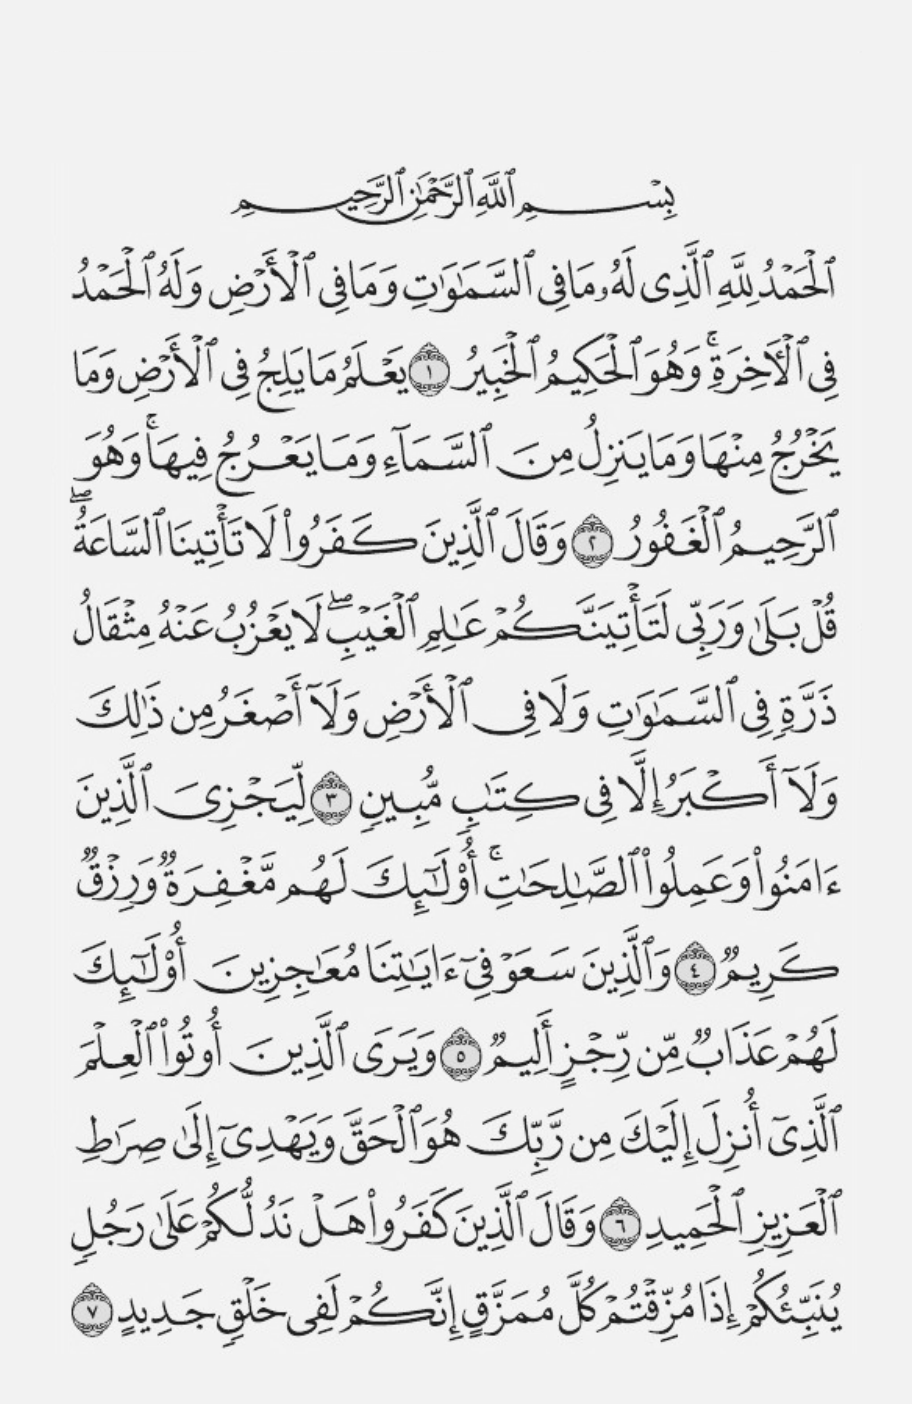 بِسْمِ ٱللَّهِ ٱلرَّحْمَٰنِ ٱلرَّحِيمِ
ٱلْحَمْدُ لِلَّهِ ٱلَّذِى لَهُۥ مَا فِى ٱلسَّمَٰوَٰتِ وَمَا فِى ٱلْأَرْضِ وَلَهُ ٱلْحَمْدُ
فِى ٱلْـَٔاخِرَةِ ۚ وَهُوَ ٱلْحَكِيمُ ٱلْخَبِيرُ ١ يَعْلَمُ مَا يَلِجُ فِى ٱلْأَرْضِ وَمَا
يَخْرُجُ مِنْهَا وَمَا يَنزِلُ مِنَ ٱلسَّمَآءِ وَمَا يَعْرُجُ فِيهَا ۚ وَهُوَ
ٱلرَّحِيمُ ٱلْغَفُورُ ٢ وَقَالَ ٱلَّذِينَ كَفَرُوا۟ لَا تَأْتِينَا ٱلسَّاعَةُ ۖ
قُلْ بَلَىٰ وَرَبِّى لَتَأْتِيَنَّكُمْ عَٰلِمِ ٱلْغَيْبِ ۖ لَا يَعْزُبُ عَنْهُ مِثْقَالُ
ذَرَّةٍ فِى ٱلسَّمَٰوَٰتِ وَلَا فِى ٱلْأَرْضِ وَلَآ أَصْغَرُ مِن ذَٰلِكَ
وَلَآ أَكْبَرُ إِلَّا فِى كِتَٰبٍ مُّبِينٍ ٣ لِّيَجْزِىَ ٱلَّذِينَ
ءَامَنُوا۟ وَعَمِلُوا۟ ٱلصَّٰلِحَٰتِ ۚ أُو۟لَٰٓئِكَ لَهُم مَّغْفِرَةٌ وَرِزْقٌ
كَرِيمٌ ٤ وَٱلَّذِينَ سَعَوْ فِىٓ ءَايَٰتِنَا مُعَٰجِزِينَ أُو۟لَٰٓئِكَ
لَهُمْ عَذَابٌ مِّن رِّجْزٍ أَلِيمٌ ٥ وَيَرَى ٱلَّذِينَ أُوتُوا۟ ٱلْعِلْمَ
ٱلَّذِىٓ أُنزِلَ إِلَيْكَ مِن رَّبِّكَ هُوَ ٱلْحَقَّ وَيَهْدِىٓ إِلَىٰ صِرَٰطِ
ٱلْعَزِيزِ ٱلْحَمِيدِ ٦ وَقَالَ ٱلَّذِينَ كَفَرُوا۟ هَلْ نَدُلُّكُمْ عَلَىٰ رَجُلٍ
يُنَبِّئُكُمْ إِذَا مُزِّقْتُمْ كُلَّ مُمَزَّقٍ إِنَّكُمْ لَفِى خَلْقٍ جَدِيدٍ ٧